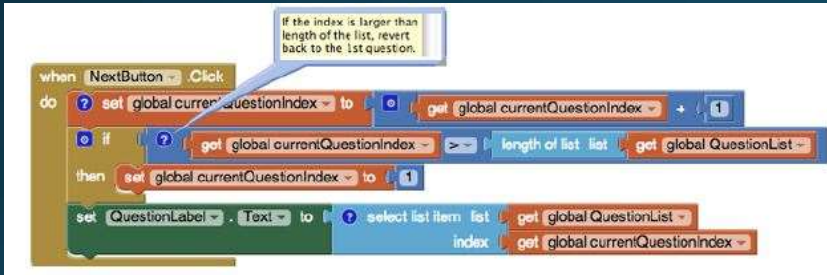 If the index is larger than
length of the list, revert
back to the 1st question.
when NextButton .Click
do ? set global currentQuestionIndex to get global currentQuestionIndex + 1
if ? get global currentQuestionIndex > length of list list get global QuestionList
then set global currentQuestionIndex to 1
set QuestionLabel . Text to ? select list item list get global QuestionList
index get global currentQuestionIndex